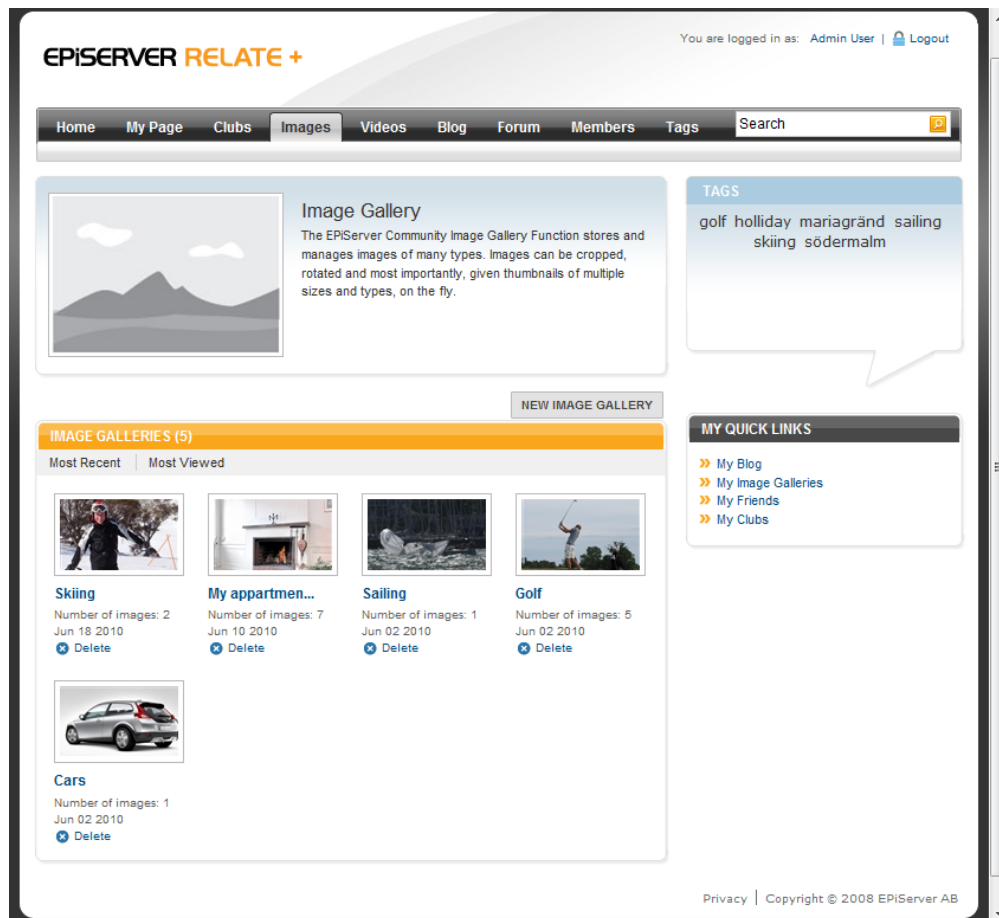 EPiSERVER RELATE +
You are logged in as: Admin User | Logout
Home My Page Clubs Images Videos Blog Forum Members Tags Search
Image Gallery
The EPiServer Community Image Gallery Function stores and
manages images of many types. Images can be cropped,
rotated and most importantly, given thumbnails of multiple
sizes and types, on the fly.
TAGS
golf holliday mariagränd sailing
skiing södermalm
NEW IMAGE GALLERY
IMAGE GALLERIES (5)
Most Recent Most Viewed
Skiing
Number of images: 2
Jun 18 2010
Delete
My appartmen...
Number of images: 7
Jun 10 2010
Delete
Sailing
Number of images: 1
Jun 02 2010
Delete
Golf
Number of images: 5
Jun 02 2010
Delete
Cars
Number of images: 1
Jun 02 2010
Delete
MY QUICK LINKS
My Blog
My Image Galleries
My Friends
My Clubs
Privacy | Copyright © 2008 EPiServer AB